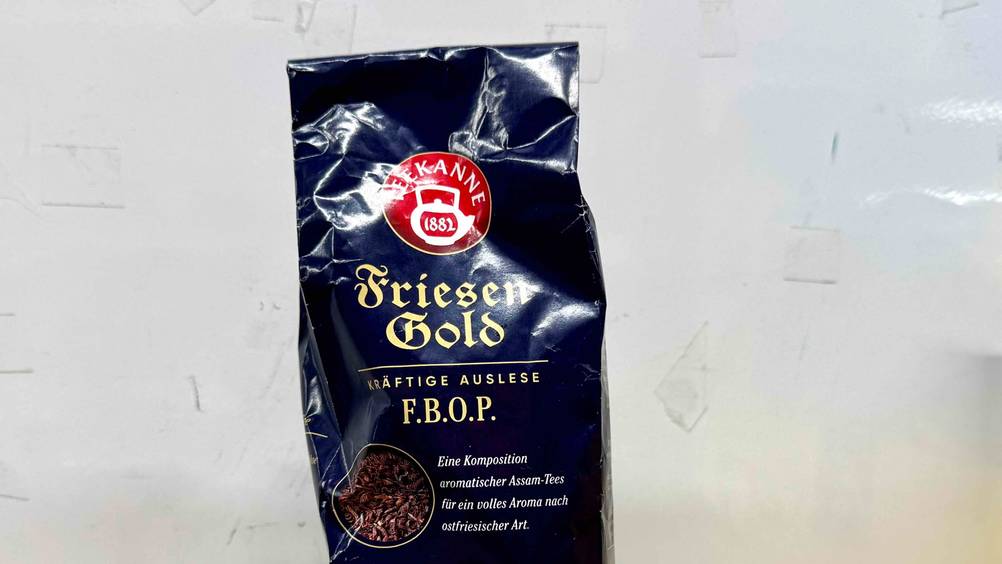 TEEKANNE
1882
Friesen
Gold
KRÄFTIGE AUSLESE
F.B.O.P.
Eine Komposition
aromatischer Assam-Tees
für ein volles Aroma nach
ostfriesischer Art.